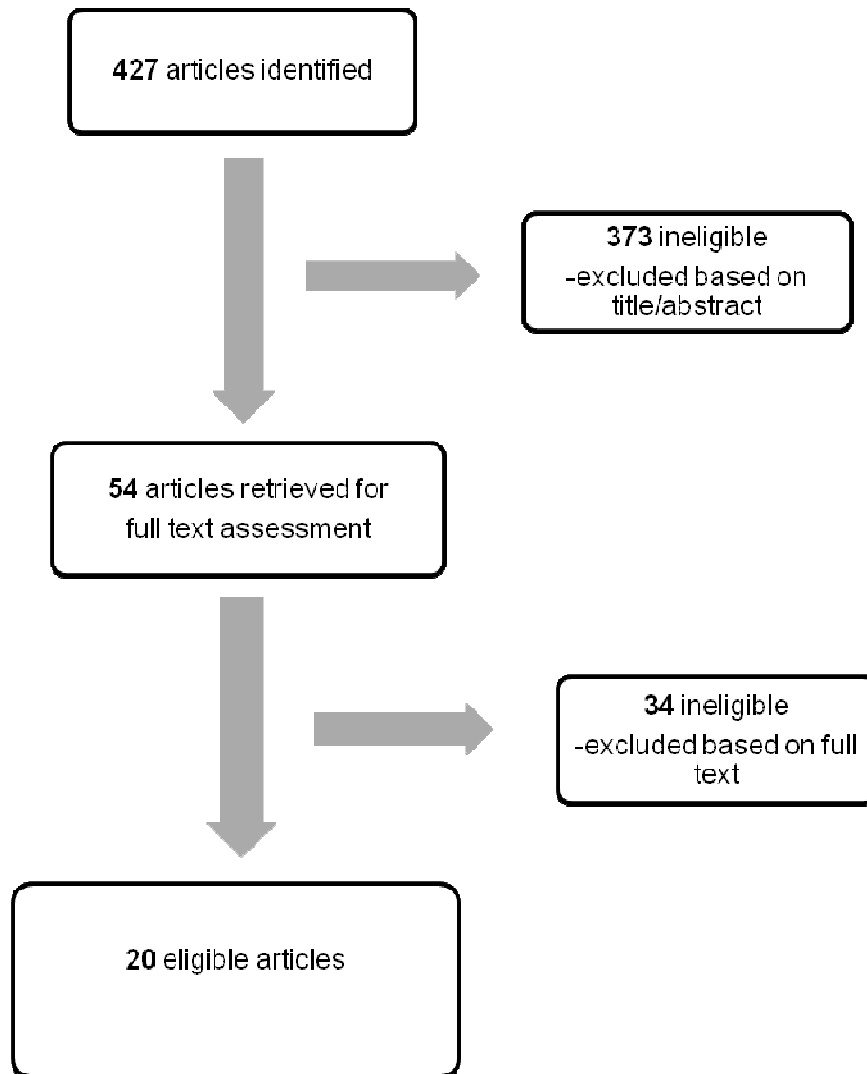 427 articles identified
373 ineligible
-excluded based on
title/abstract
54 articles retrieved for
full text assessment
34 ineligible
-excluded based on full
text
20 eligible articles